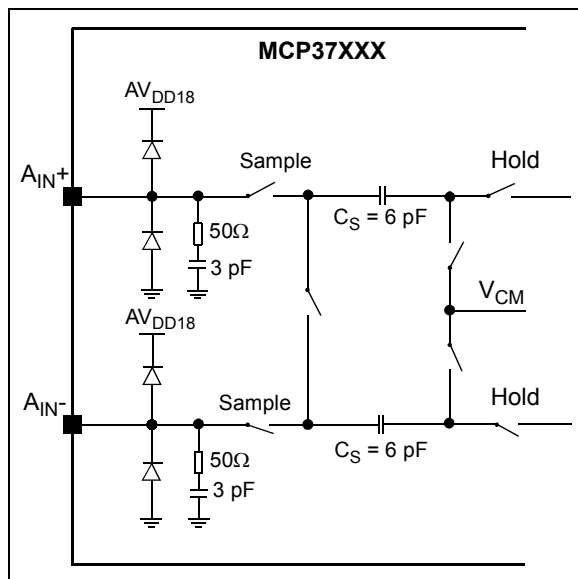 MCP37XXX
AVDD18
AIN+
Sample
Hold
50Ω
3 pF
CS = 6 pF
VCM
AVDD18
AIN-
Sample
Hold
50Ω
3 pF
CS = 6 pF